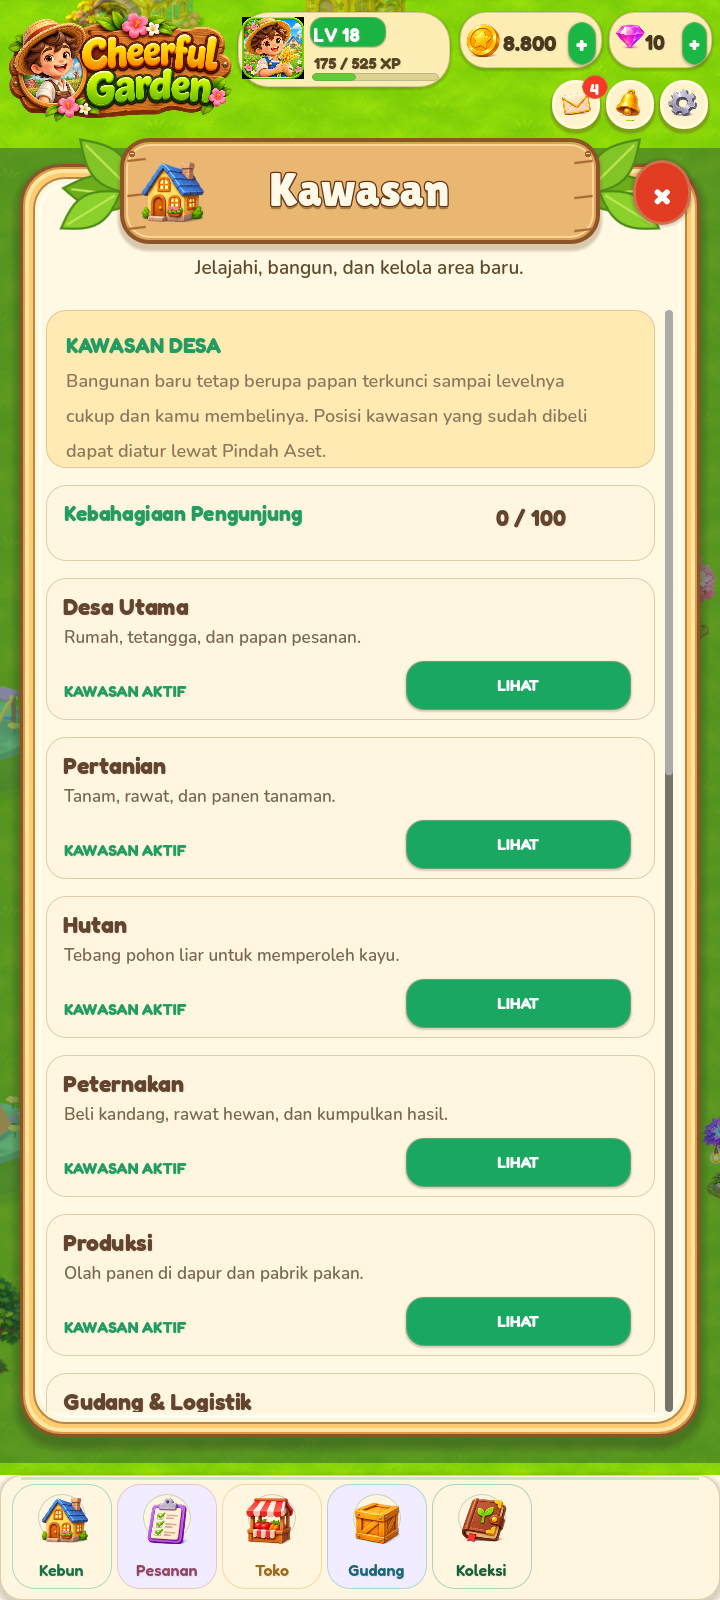 Cheerful
Garden
LV 18
175 / 525 XP
8.800
+
10
+
4
Kawasan
Jelajahi, bangun, dan kelola area baru.
KAWASAN DESA
Bangunan baru tetap berupa papan terkunci sampai levelnya
cukup dan kamu membelinya. Posisi kawasan yang sudah dibeli
dapat diatur lewat Pindah Aset.
Kebahagiaan Pengunjung
0 / 100
Desa Utama
Rumah, tetangga, dan papan pesanan.
KAWASAN AKTIF
LIHAT
Pertanian
Tanam, rawat, dan panen tanaman.
KAWASAN AKTIF
LIHAT
Hutan
Tebang pohon liar untuk memperoleh kayu.
KAWASAN AKTIF
LIHAT
Peternakan
Beli kandang, rawat hewan, dan kumpulkan hasil.
KAWASAN AKTIF
LIHAT
Produksi
Olah panen di dapur dan pabrik pakan.
KAWASAN AKTIF
LIHAT
Gudang & Logistik
Kebun
Pesanan
Toko
Gudang
Koleksi